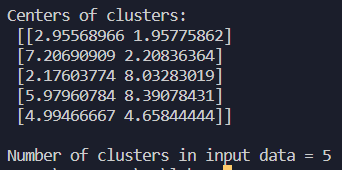 Centers of clusters:
[[2.95568966 1.95775862]
[7.20690909 2.20836364]
[2.17603774 8.03283019]
[5.97960784 8.39078431]
[4.99466667 4.65844444]]
Number of clusters in input data = 5